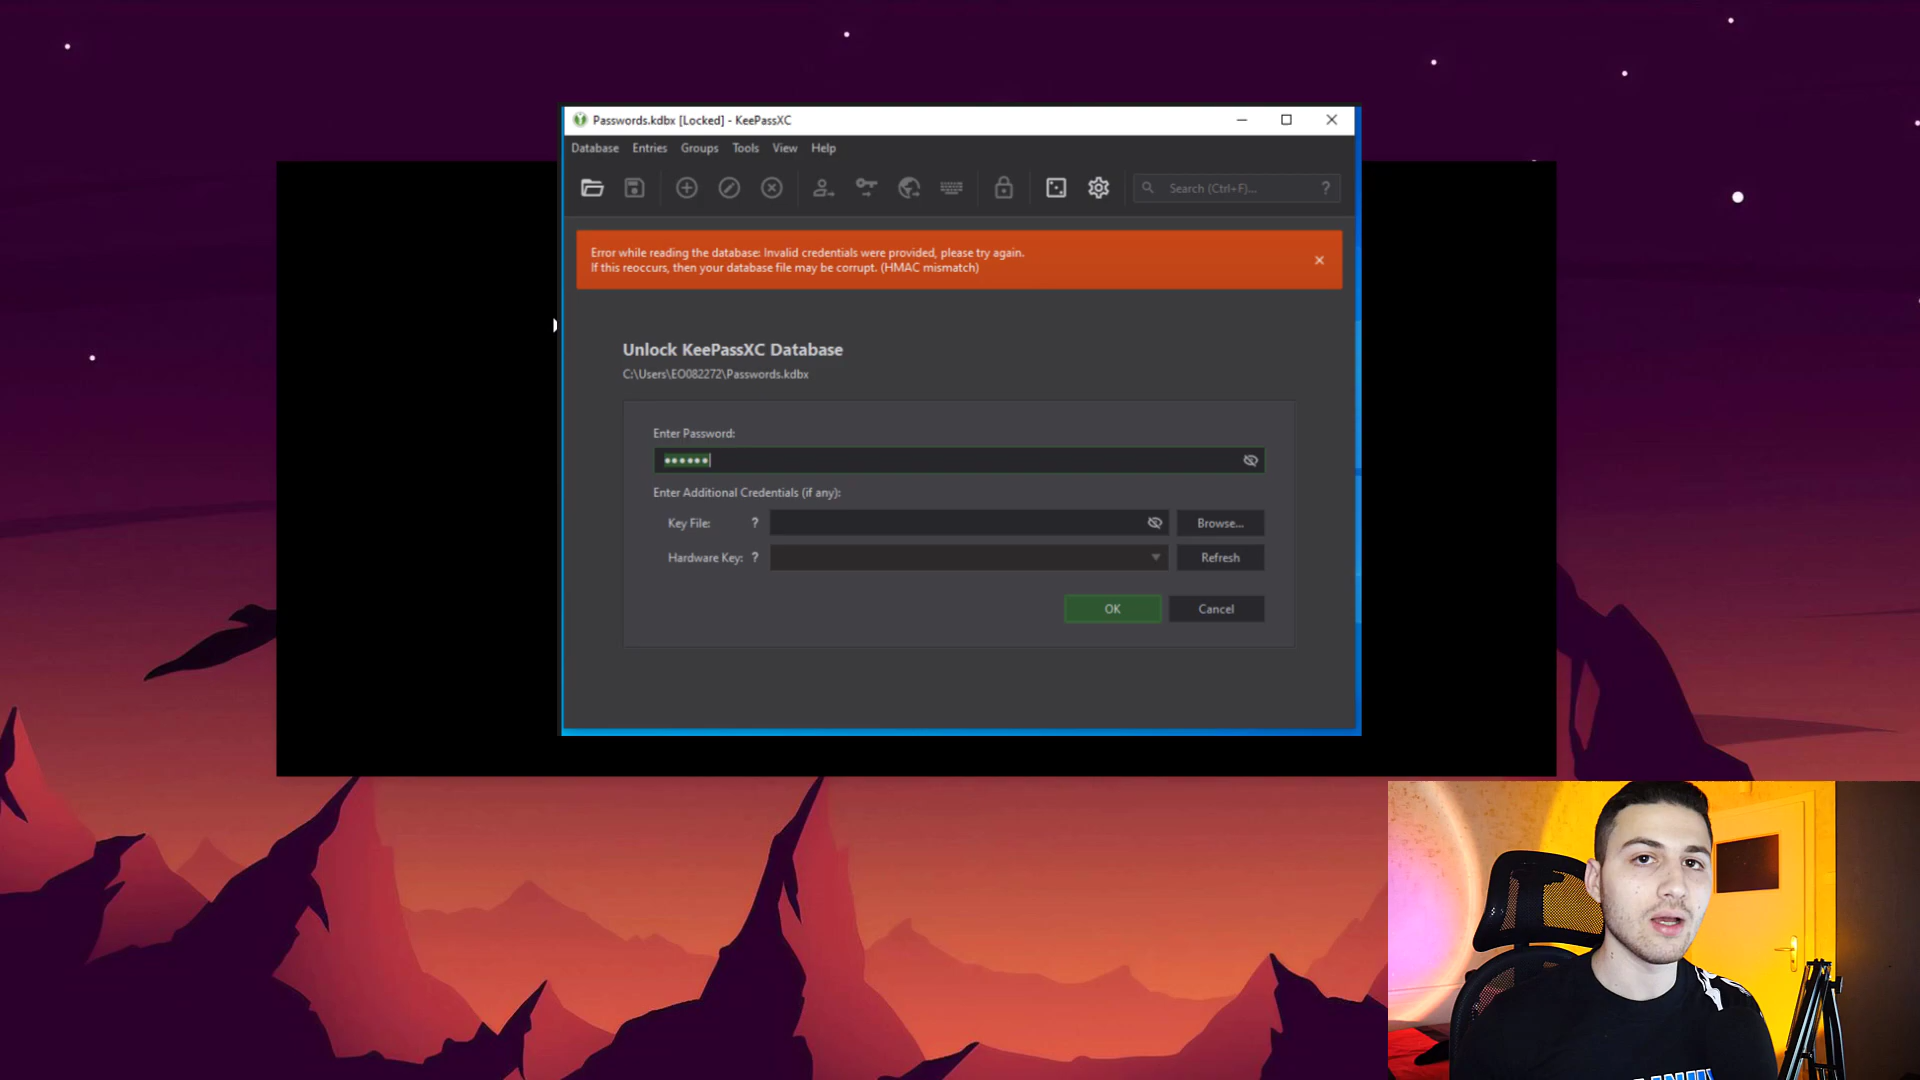 Passwords.kdbx [Locked] - KeePassXC
Database Entries Groups Tools View Help
Search (Ctrl+F)... ?
Error while reading the database: Invalid credentials were provided, please try again.
If this reoccurs, then your database file may be corrupt. (HMAC mismatch)
Unlock KeePassXC Database
C:\Users\EO082272\Passwords.kdbx
Enter Password:
Enter Additional Credentials (if any):
Key File: ? Browse...
Hardware Key: ? Refresh
OK Cancel